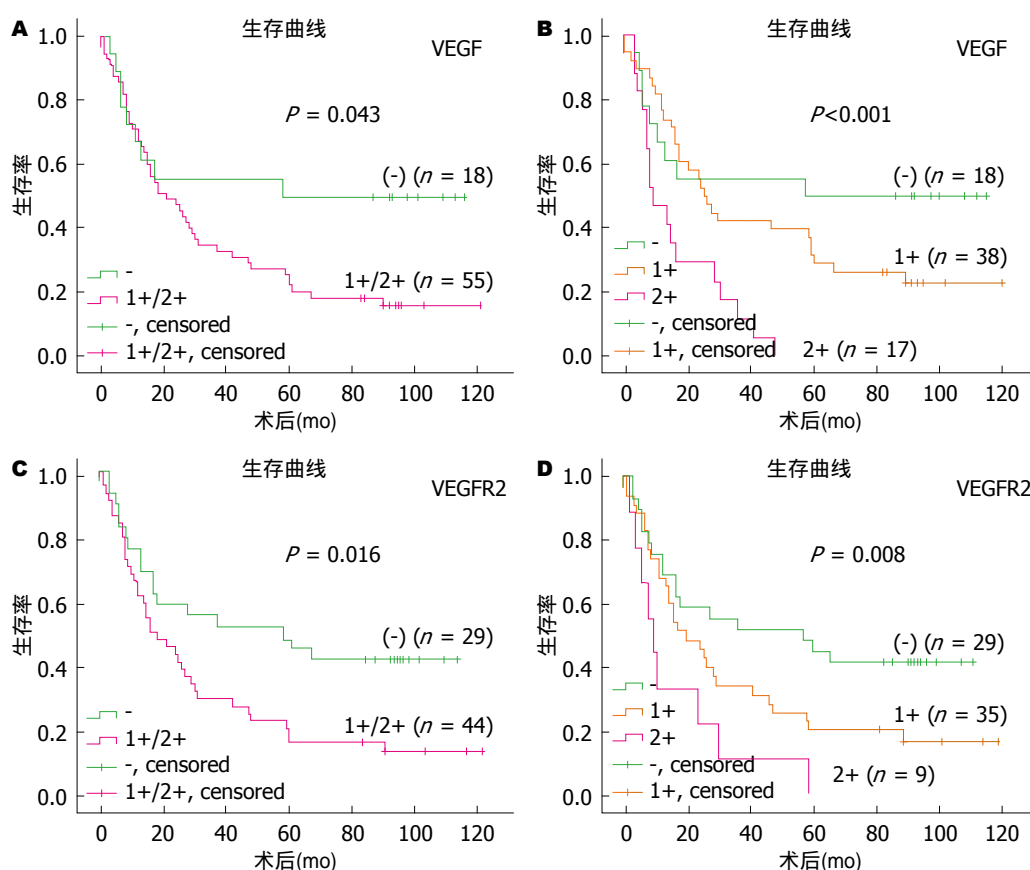 A
生存曲线
VEGF
P = 0.043
(-) (n = 18)
1+/2+ (n = 55)
-
1+/2+
-, censored
1+/2+, censored
生存率
1.0
0.8
0.6
0.4
0.2
0.0
0 20 40 60 80 100 120
术后(mo)
B
生存曲线
VEGF
P<0.001
(-) (n = 18)
1+ (n = 38)
2+ (n = 17)
-
1+
2+
-, censored
1+, censored
生存率
1.0
0.8
0.6
0.4
0.2
0.0
0 20 40 60 80 100 120
术后(mo)
C
生存曲线
VEGFR2
P = 0.016
(-) (n = 29)
1+/2+ (n = 44)
-
1+/2+
-, censored
1+/2+, censored
生存率
1.0
0.8
0.6
0.4
0.2
0.0
0 20 40 60 80 100 120
术后(mo)
D
生存曲线
VEGFR2
P = 0.008
(-) (n = 29)
1+ (n = 35)
2+ (n = 9)
-
1+
2+
-, censored
1+, censored
生存率
1.0
0.8
0.6
0.4
0.2
0.0
0 20 40 60 80 100 120
术后(mo)